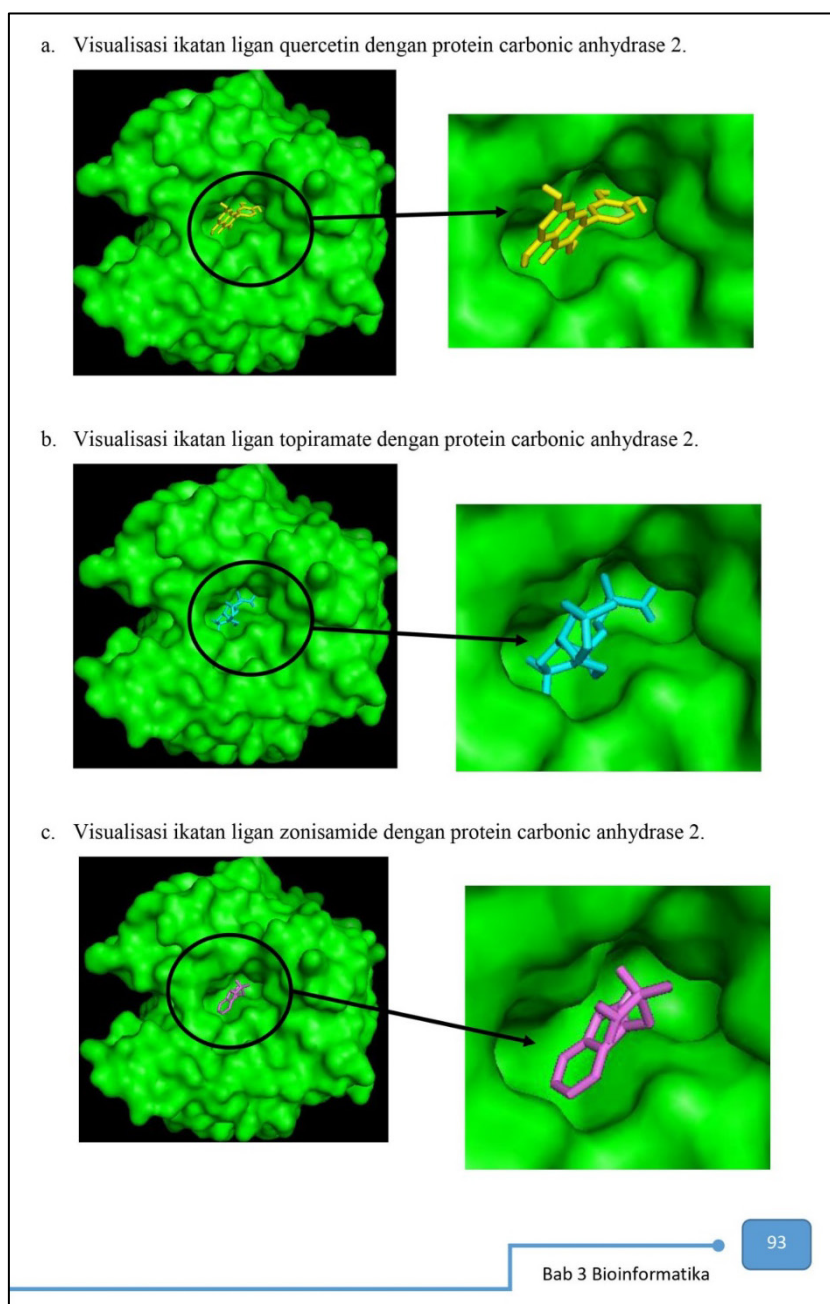 a. Visualisasi ikatan ligan quercetin dengan protein carbonic anhydrase 2.
b. Visualisasi ikatan ligan topiramate dengan protein carbonic anhydrase 2.
c. Visualisasi ikatan ligan zonisamide dengan protein carbonic anhydrase 2.
93
Bab 3 Bioinformatika